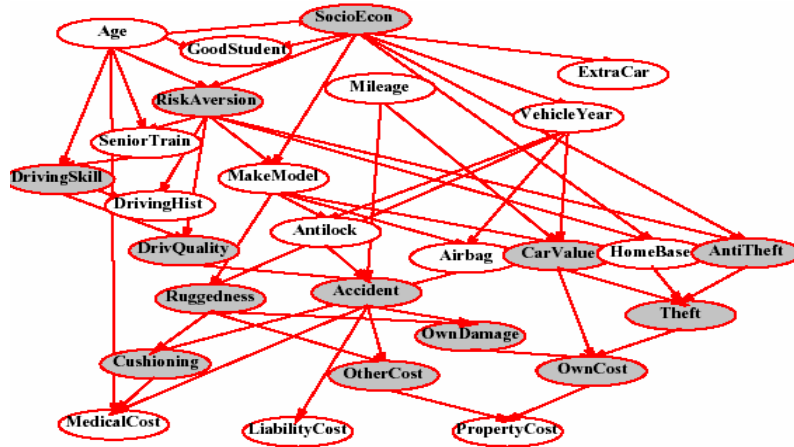 SocioEcon
Age
GoodStudent
ExtraCar
Mileage
RiskAversion
VehicleYear
SeniorTrain
DrivingSkill
MakeModel
DrivingHist
Antilock
DrivQuality
Airbag
CarValue
HomeBase
AntiTheft
Ruggedness
Accident
Theft
OwnDamage
Cushioning
OtherCost
OwnCost
MedicalCost
LiabilityCost
PropertyCost